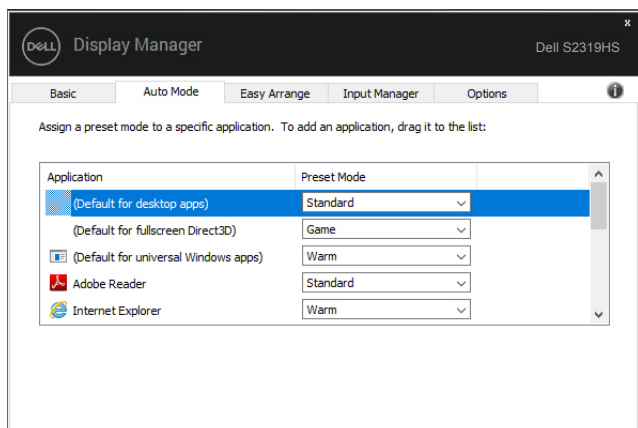 DELL Display Manager
Dell S2319HS
x
Basic Auto Mode Easy Arrange Input Manager Options
Assign a preset mode to a specific application. To add an application, drag it to the list:
Application Preset Mode
(Default for desktop apps) Standard
(Default for fullscreen Direct3D) Game
(Default for universal Windows apps) Warm
Adobe Reader Standard
Internet Explorer Warm